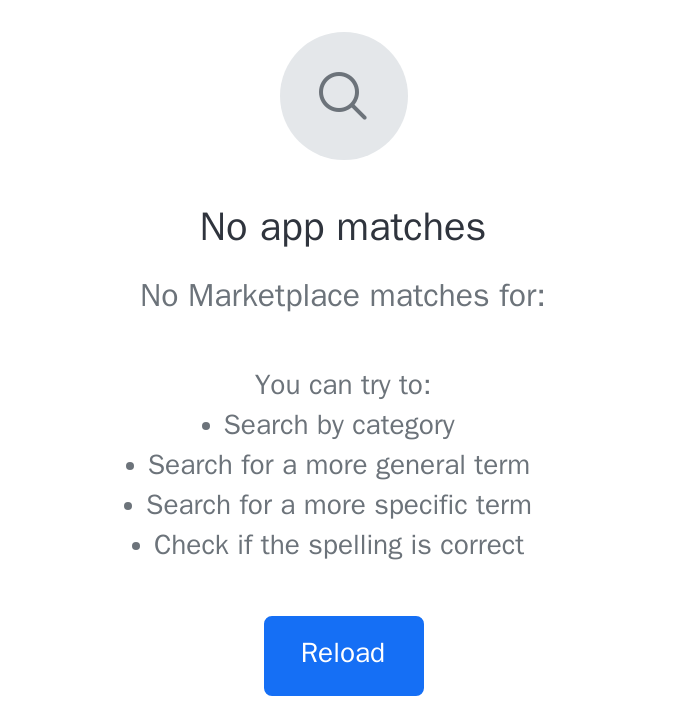 No app matches
No Marketplace matches for:
You can try to:
• Search by category
• Search for a more general term
• Search for a more specific term
• Check if the spelling is correct
Reload